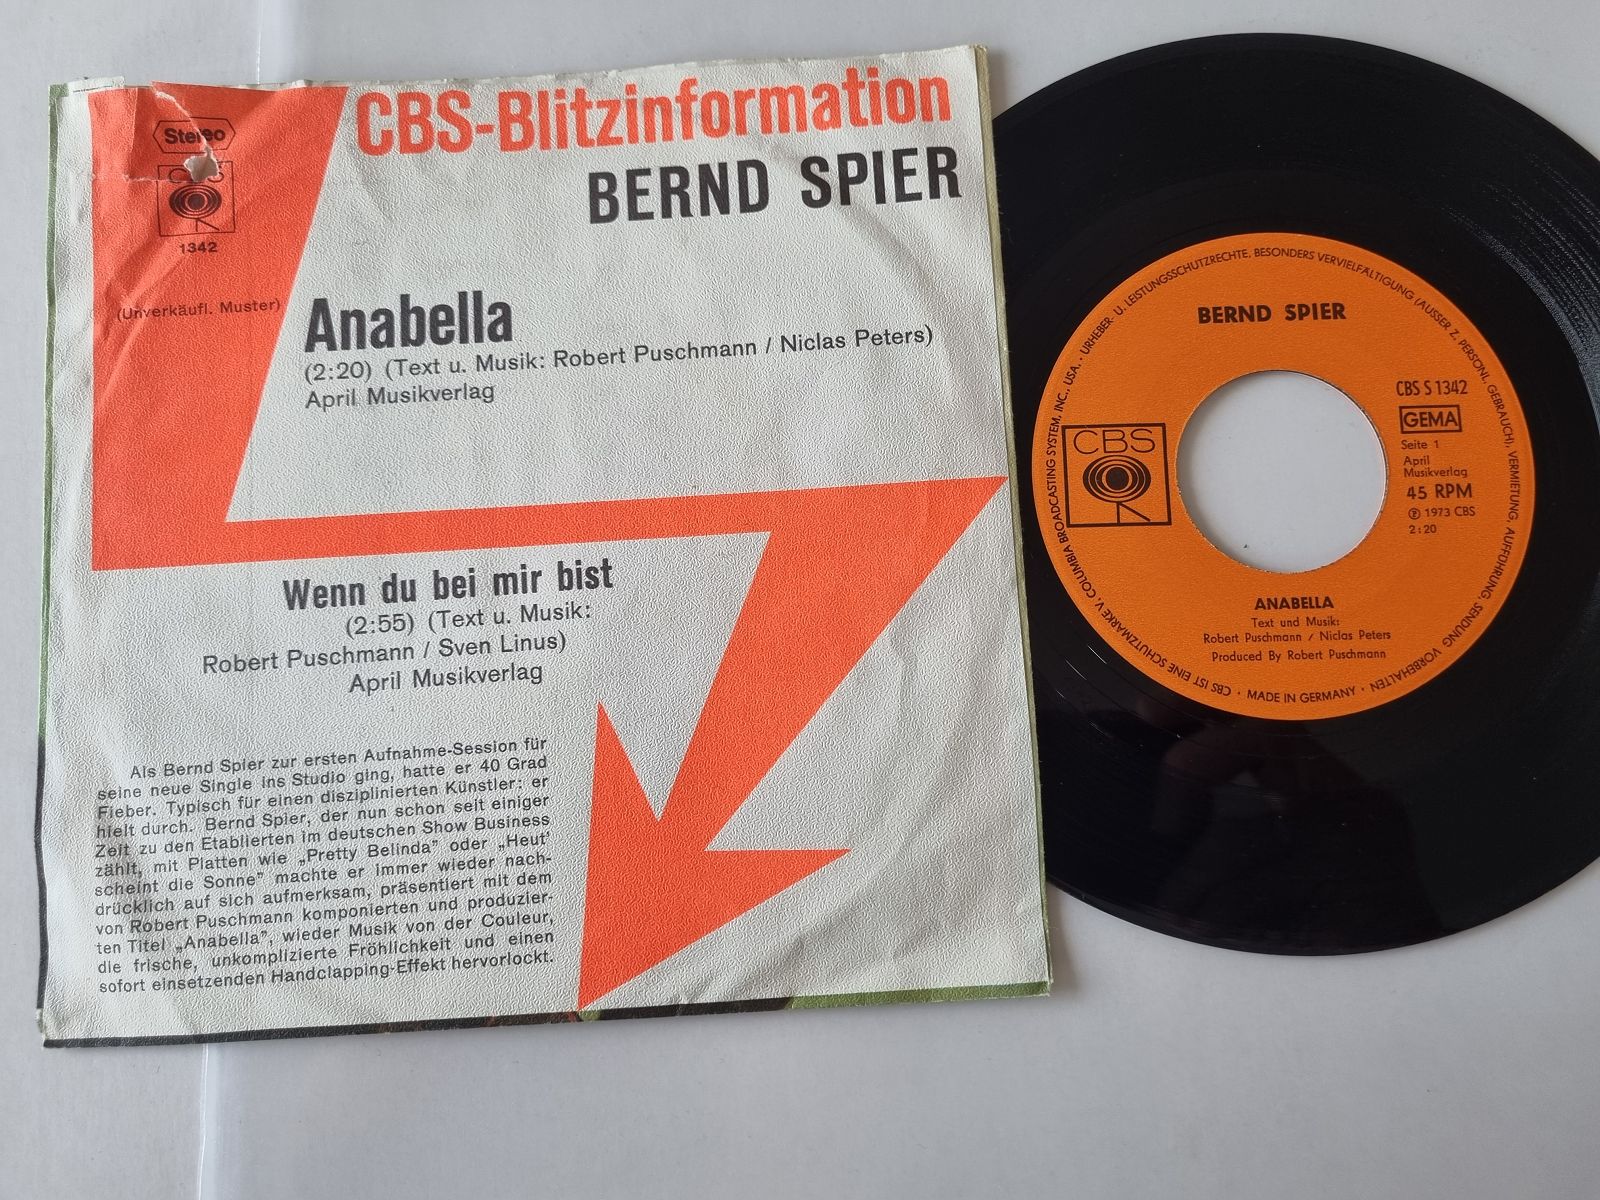 CBS-Blitzinformation
BERND SPIER
Stereo
CBS
1342
(Unverkäufl. Muster)
Anabella
(2:20) (Text u. Musik: Robert Puschmann / Niclas Peters)
April Musikverlag
Wenn du bei mir bist
(2:55) (Text u. Musik:
Robert Puschmann / Sven Linus)
April Musikverlag
Als Bernd Spier zur ersten Aufnahme-Session für
seine neue Single ins Studio ging, hatte er 40 Grad
Fieber. Typisch für einen disziplinierten Künstler: er
hielt durch. Bernd Spier, der nun schon seit einiger
Zeit zu den Etablierten im deutschen Show Business
zählt, mit Platten wie „Pretty Belinda” oder „Heut’
scheint die Sonne” machte er immer wieder nach-
drücklich auf sich aufmerksam, präsentiert mit dem
von Robert Puschmann komponierten und produzier-
ten Titel „Anabella”, wieder Musik von der Couleur,
die frische, unkomplizierte Fröhlichkeit und einen
sofort einsetzenden Handclapping-Effekt hervorlockt.
URHEBER- U. LEISTUNGSSCHUTZRECHTE, BESONDERS VERVIELFÄLTIGUNG (AUSSER Z. PERSÖNL. GEBRAUCH), VERMIETUNG, AUFFÜHRUNG, SENDUNG VORBEHALTEN · MADE IN GERMANY · CBS IST EINE SCHUTZMARKE V. COLUMBIA BROADCASTING SYSTEM, INC., USA. ·
BERND SPIER
CBS
CBS S 1342
GEMA
Seite 1
April
Musikverlag
45 RPM
℗ 1973 CBS
2:20
ANABELLA
Text und Musik:
Robert Puschmann / Niclas Peters
Produced By Robert Puschmann